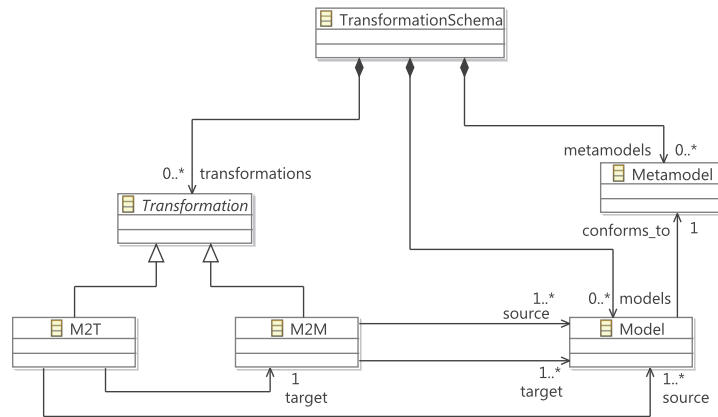 TransformationSchema
metamodels 0..*
0..* transformations
Metamodel
Transformation
conforms_to 1
1..*
source
0..* models
M2T
M2M
Model
1
target
1..*
target
1..*
source